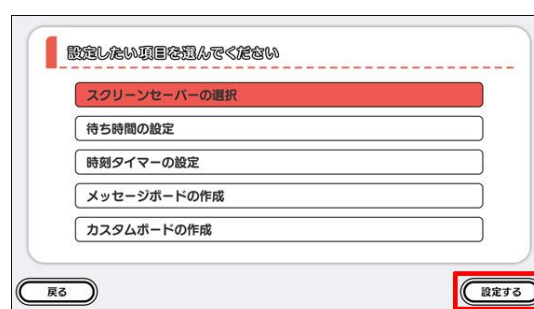 設定したい項目を選んでください
スクリーンセーバーの選択
待ち時間の設定
時刻タイマーの設定
メッセージボードの作成
カスタムボードの作成
戻る
設定する